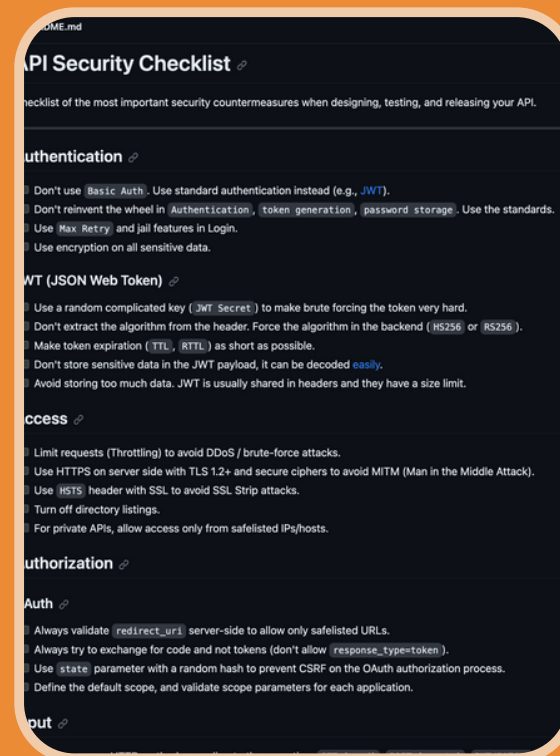 ME.md
PI Security Checklist
hecklist of the most important security countermeasures when designing, testing, and releasing your API.
uthentication
Don't use Basic Auth. Use standard authentication instead (e.g., JWT).
Don't reinvent the wheel in Authentication, token generation, password storage. Use the standards.
Use Max Retry and jail features in Login.
Use encryption on all sensitive data.
WT (JSON Web Token)
Use a random complicated key (JWT Secret) to make brute forcing the token very hard.
Don't extract the algorithm from the header. Force the algorithm in the backend (HS256 or RS256).
Make token expiration (TTL, RTTL) as short as possible.
Don't store sensitive data in the JWT payload, it can be decoded easily.
Avoid storing too much data. JWT is usually shared in headers and they have a size limit.
ccess
Limit requests (Throttling) to avoid DDoS / brute-force attacks.
Use HTTPS on server side with TLS 1.2+ and secure ciphers to avoid MITM (Man in the Middle Attack).
Use HSTS header with SSL to avoid SSL Strip attacks.
Turn off directory listings.
For private APIs, allow access only from safelisted IPs/hosts.
uthorization
Auth
Always validate redirect_uri server-side to allow only safelisted URLs.
Always try to exchange for code and not tokens (don't allow response_type=token).
Use state parameter with a random hash to prevent CSRF on the OAuth authorization process.
Define the default scope, and validate scope parameters for each application.
put